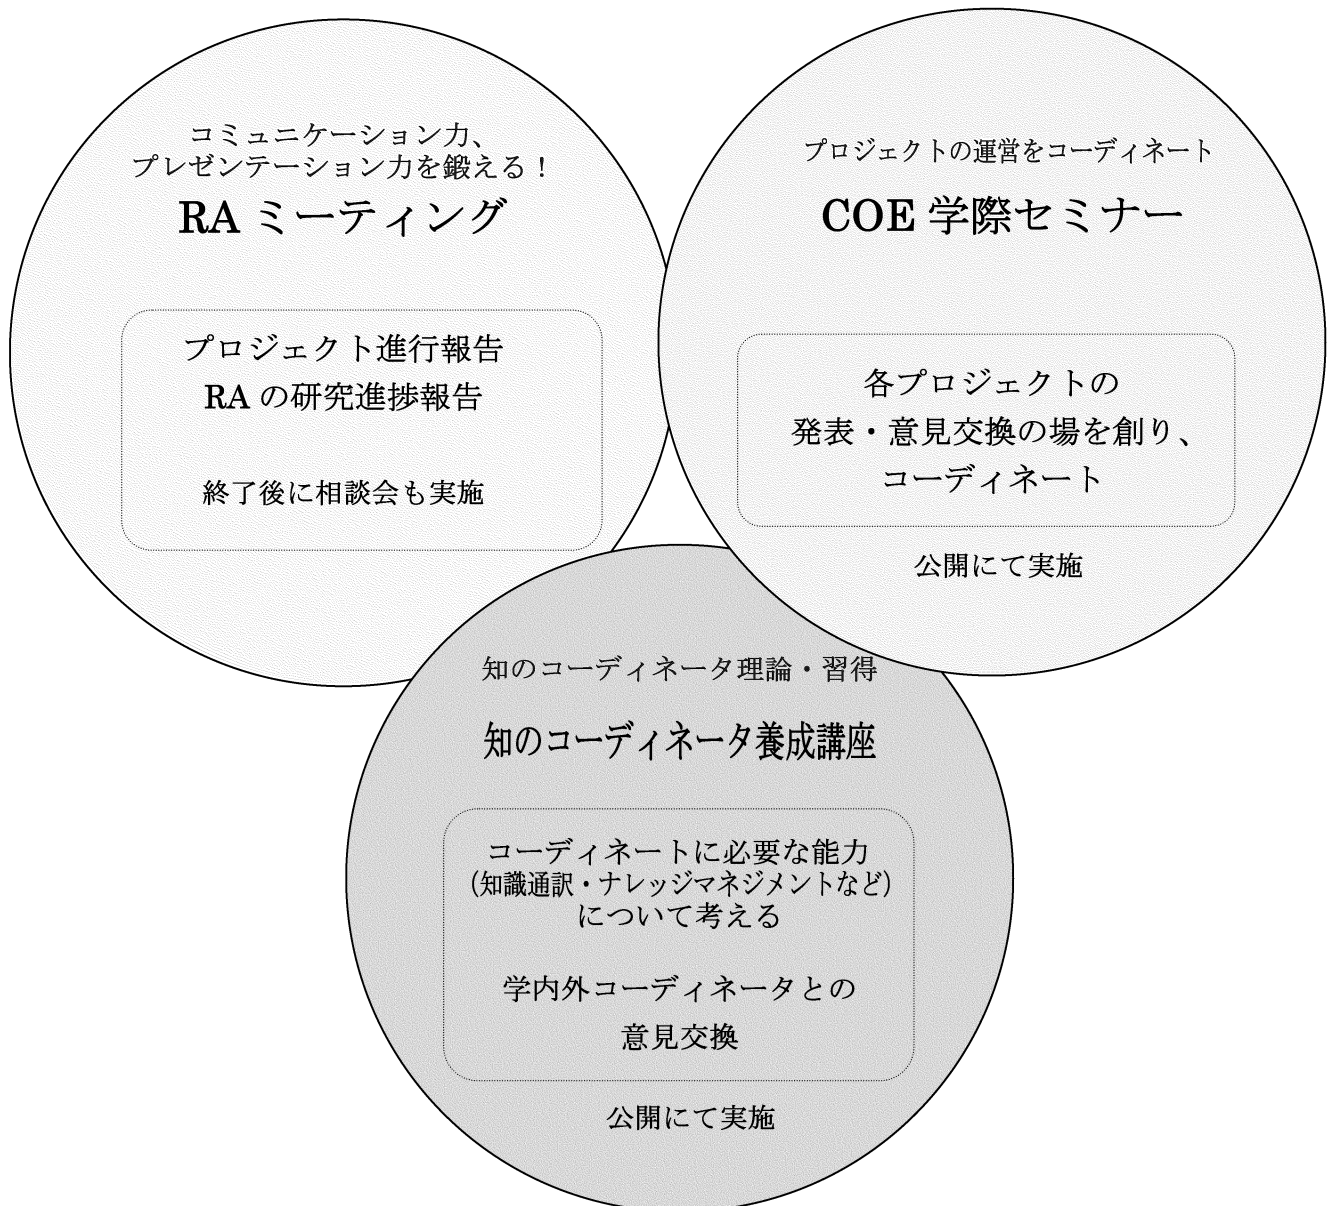 コミュニケーション力、
プレゼンテーション力を鍛える！
RA ミーティング
プロジェクト進行報告
RA の研究進捗報告
終了後に相談会も実施
プロジェクトの運営をコーディネート
COE 学際セミナー
各プロジェクトの
発表・意見交換の場を創り、
コーディネート
公開にて実施
知のコーディネータ理論・習得
知のコーディネータ養成講座
コーディネートに必要な能力
（知識通訳・ナレッジマネジメントなど）
について考える
学内外コーディネータとの
意見交換
公開にて実施